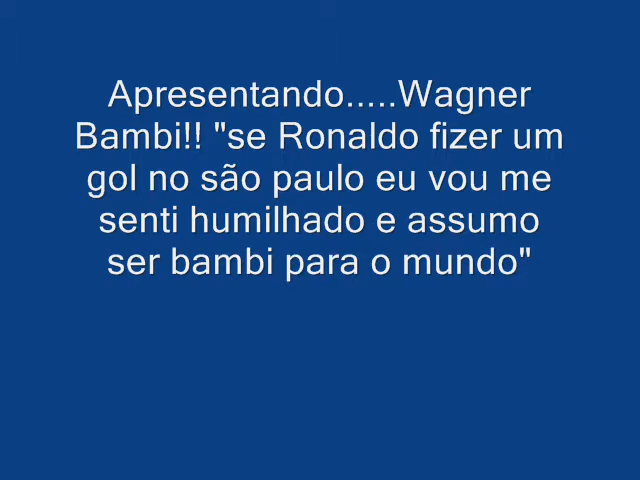 Apresentando.....Wagner
Bambi!! "se Ronaldo fizer um
gol no são paulo eu vou me
senti humilhado e assumo
ser bambi para o mundo"